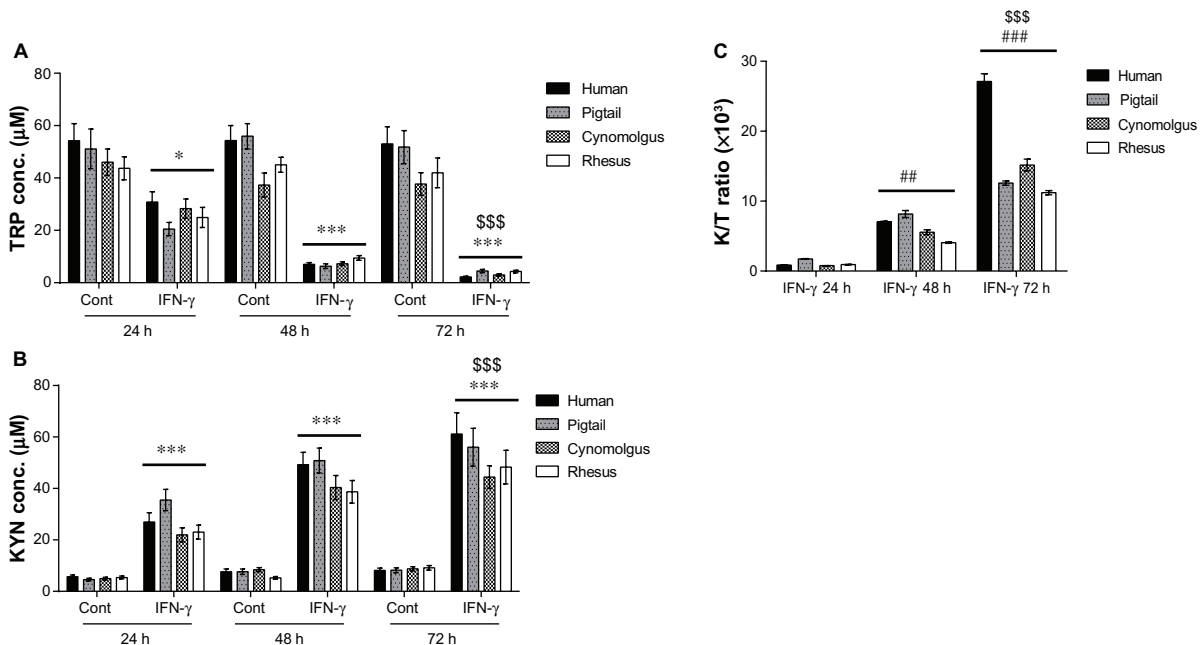 A
TRP conc. (μM)
80
60
40
20
0
*
***
$$$
***
Human
Pigtail
Cynomolgus
Rhesus
Cont
IFN-γ
Cont
IFN-γ
Cont
IFN-γ
24 h
48 h
72 h
B
KYN conc. (μM)
80
60
40
20
0
***
***
$$$
***
Human
Pigtail
Cynomolgus
Rhesus
Cont
IFN-γ
Cont
IFN-γ
Cont
IFN-γ
24 h
48 h
72 h
C
K/T ratio (×10³)
30
20
10
0
##
$$$
###
Human
Pigtail
Cynomolgus
Rhesus
IFN-γ 24 h
IFN-γ 48 h
IFN-γ 72 h